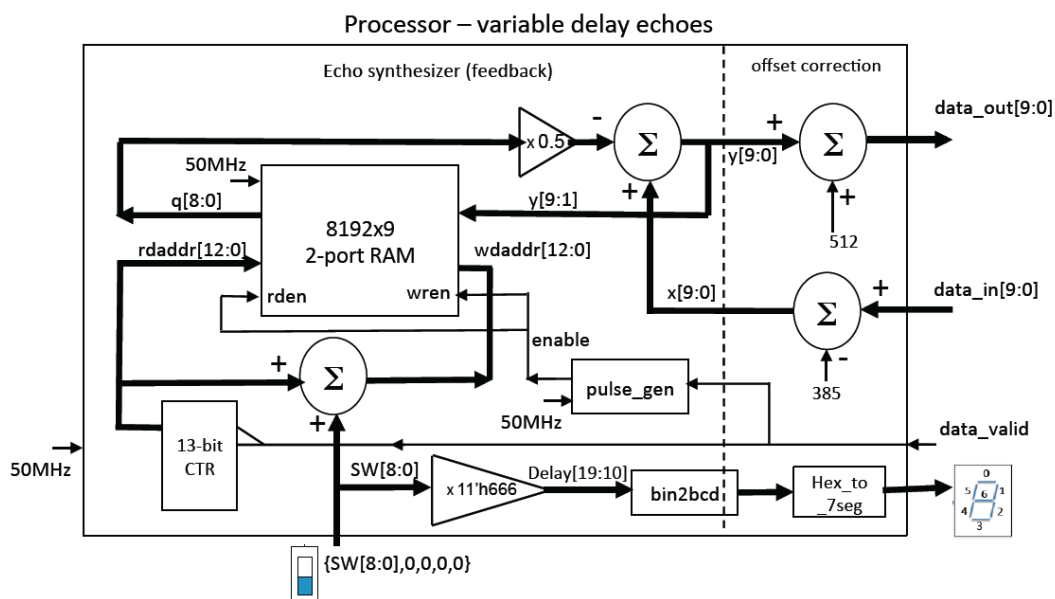 Processor – variable delay echoes
Echo synthesizer (feedback)
offset correction
data_out[9:0]
x 0.5
-
Σ
+
+
Σ
y[9:0]
50MHz
q[8:0]
y[9:1]
+
512
8192x9
2-port RAM
rdaddr[12:0]
wdaddr[12:0]
rden
wren
x[9:0]
Σ
+
data_in[9:0]
-
385
enable
+
Σ
+
pulse_gen
50MHz
13-bit
CTR
50MHz
data_valid
SW[8:0]
x 11'h666
Delay[19:10]
bin2bcd
Hex_to
_7seg
0
5
6
1
4
2
3
{SW[8:0],0,0,0,0}